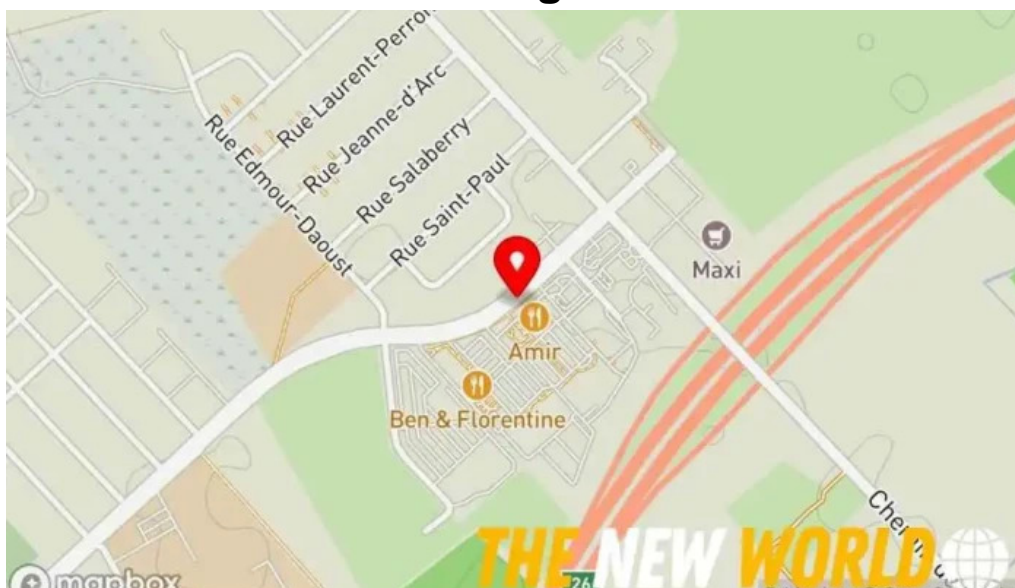 Rue Laurent-Perron
Rue Jeanne-d'Arc
Rue Edmour-Daoust
Rue Salaberry
Rue Saint-Paul
Maxi
Amir
Ben & Florentine
THE NEW WORLD
26
mapbox